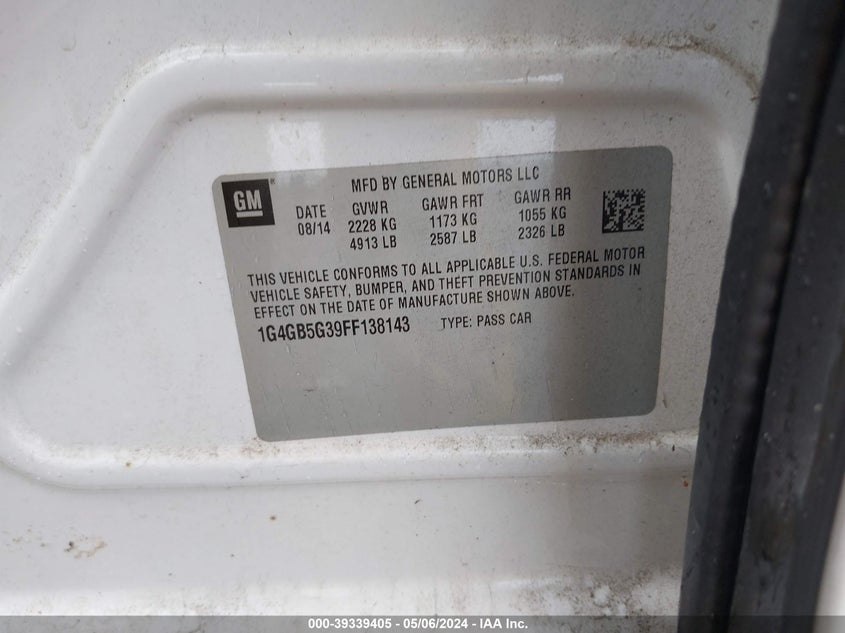 GM
MFD BY GENERAL MOTORS LLC
DATE GVWR GAWR FRT GAWR RR
08/14 2228 KG 1173 KG 1055 KG
4913 LB 2587 LB 2326 LB
THIS VEHICLE CONFORMS TO ALL APPLICABLE U.S. FEDERAL MOTOR
VEHICLE SAFETY, BUMPER, AND THEFT PREVENTION STANDARDS IN
EFFECT ON THE DATE OF MANUFACTURE SHOWN ABOVE.
1G4GB5G39FF138143 TYPE: PASS CAR
000-39339405 - 05/06/2024 - IAA Inc.